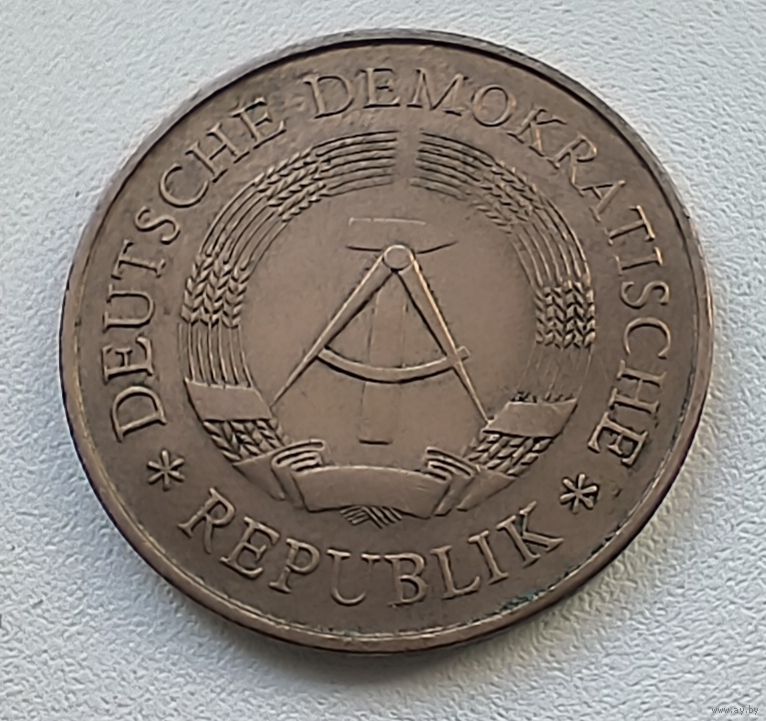 DEUTSCHE DEMOKRATISCHE
* REPUBLIK *
www.ay.by